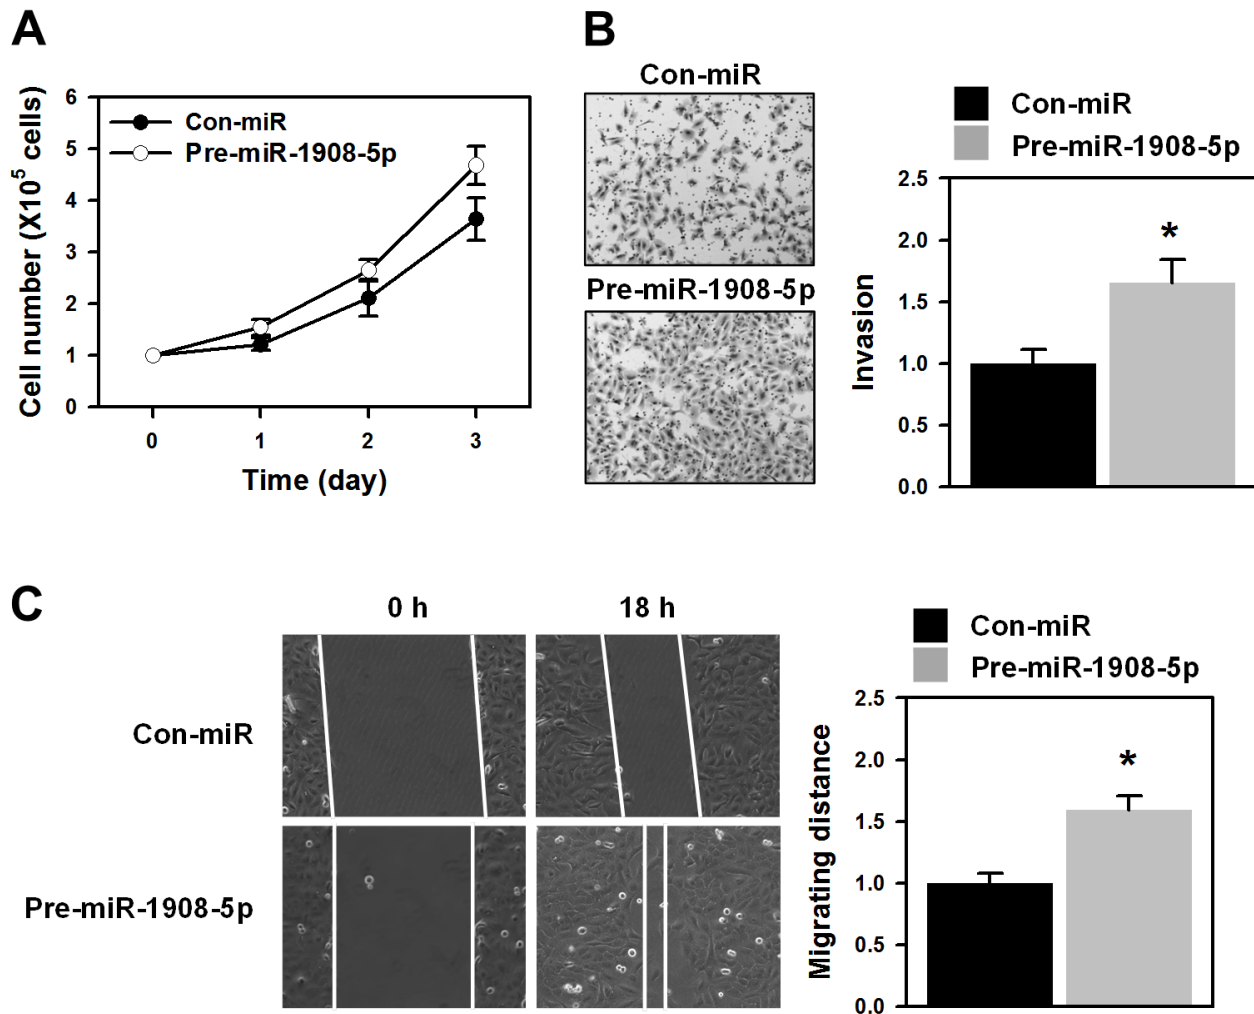 A
Cell number (X10⁵ cells)
6
5
4
3
2
1
0
Con-miR
Pre-miR-1908-5p
0 1 2 3
Time (day)
B
Con-miR
Pre-miR-1908-5p
Con-miR
Pre-miR-1908-5p
Invasion
2.5
2.0
1.5
1.0
0.5
0.0
*
C
0 h 18 h
Con-miR
Pre-miR-1908-5p
Con-miR
Pre-miR-1908-5p
Migrating distance
2.5
2.0
1.5
1.0
0.5
0.0
*